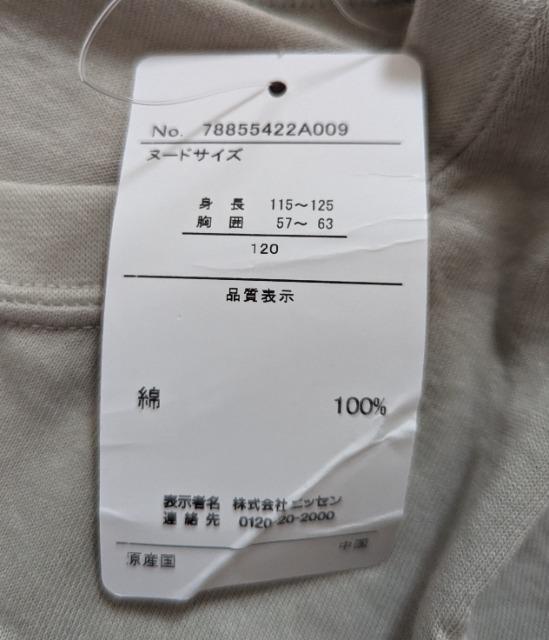 No. 78855422A009
ヌードサイズ
身長 115～125
胸囲 57～ 63
120
品質表示
綿 100%
表示者名 株式会社ニッセン
連絡先 0120-20-2000
原産国 中国